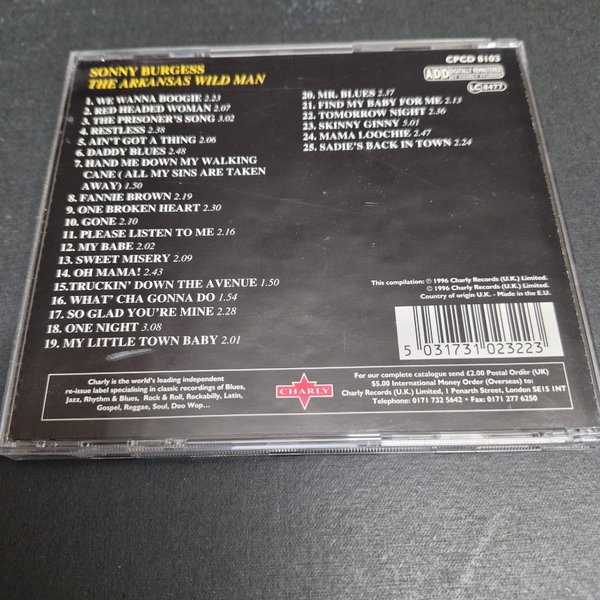 CPCD 8103
SONNY BURGESS
THE ARKANSAS WILD MAN
ADD DIGITALLY REMASTERED
LC 8477
1. WE WANNA BOOGIE 2.23
2. RED HEADED WOMAN 2.07
3. THE PRISONER'S SONG 3.02
4. RESTLESS 2.38
5. AIN'T GOT A THING 2.06
6. DADDY BLUES 2.48
7. HAND ME DOWN MY WALKING
CANE ( ALL MY SINS ARE TAKEN
AWAY) 1.50
8. FANNIE BROWN 2.19
9. ONE BROKEN HEART 2.30
10. GONE 2.10
11. PLEASE LISTEN TO ME 2.16
12. MY BABE 2.02
13. SWEET MISERY 2.09
14. OH MAMA! 2.43
15. TRUCKIN' DOWN THE AVENUE 1.50
16. WHAT' CHA GONNA DO 1.54
17. SO GLAD YOU'RE MINE 2.28
18. ONE NIGHT 3.08
19. MY LITTLE TOWN BABY 2.01
20. MR. BLUES 2.37
21. FIND MY BABY FOR ME 2.13
22. TOMORROW NIGHT 2.36
23. SKINNY GINNY 5.01
24. MAMA LOOCHIE 2.47
25. SADIE'S BACK IN TOWN 2.24
This compilation: ℗ 1996 Charly Records (U.K.) Limited.
© 1996 Charly Records (U.K.) Limited.
Country of origin U.K. - Made in the E.U.
5 031731 023223
Charly is the world's leading independent
re-issue label specialising in classic recordings of Blues,
Jazz, Rhythm & Blues, Rock & Roll, Rockabilly, Latin,
Gospel, Reggae, Soul, Doo Wop...
CHARLY
For our complete catalogue send £2.00 Postal Order (UK)
$5.00 International Money Order (Overseas) to:
Charly Records (U.K.) Limited, 1 Penarth Street, London SE15 1NT
Telephone: 0171 732 5642 • Fax: 0171 277 6250